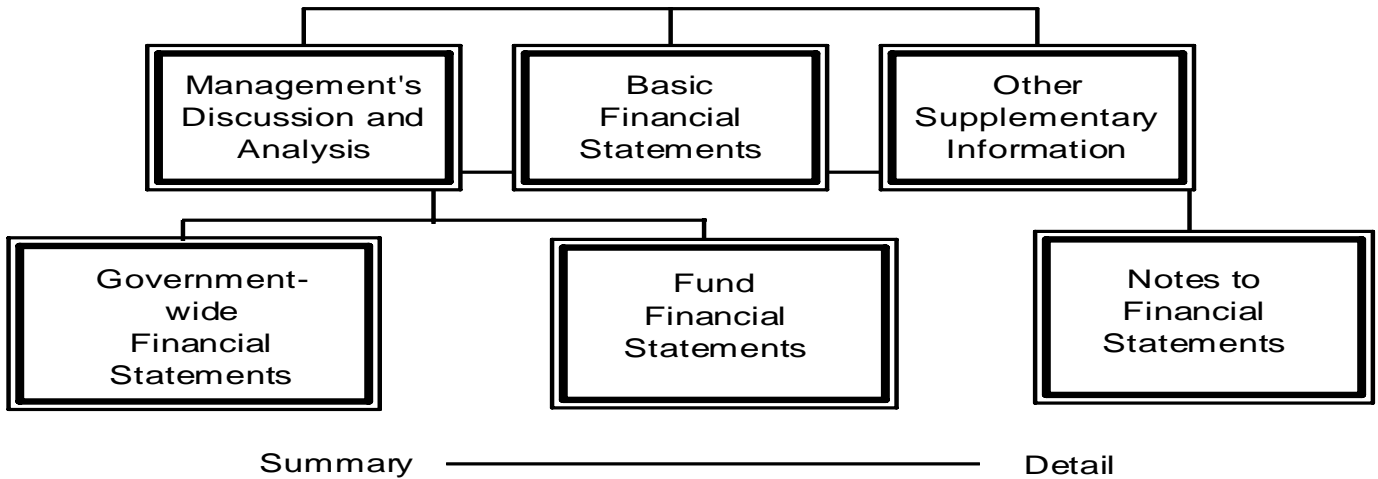 Management's
Discussion and
Analysis
Basic
Financial
Statements
Other
Supplementary
Information
Government-
wide
Financial
Statements
Fund
Financial
Statements
Notes to
Financial
Statements
Summary
Detail